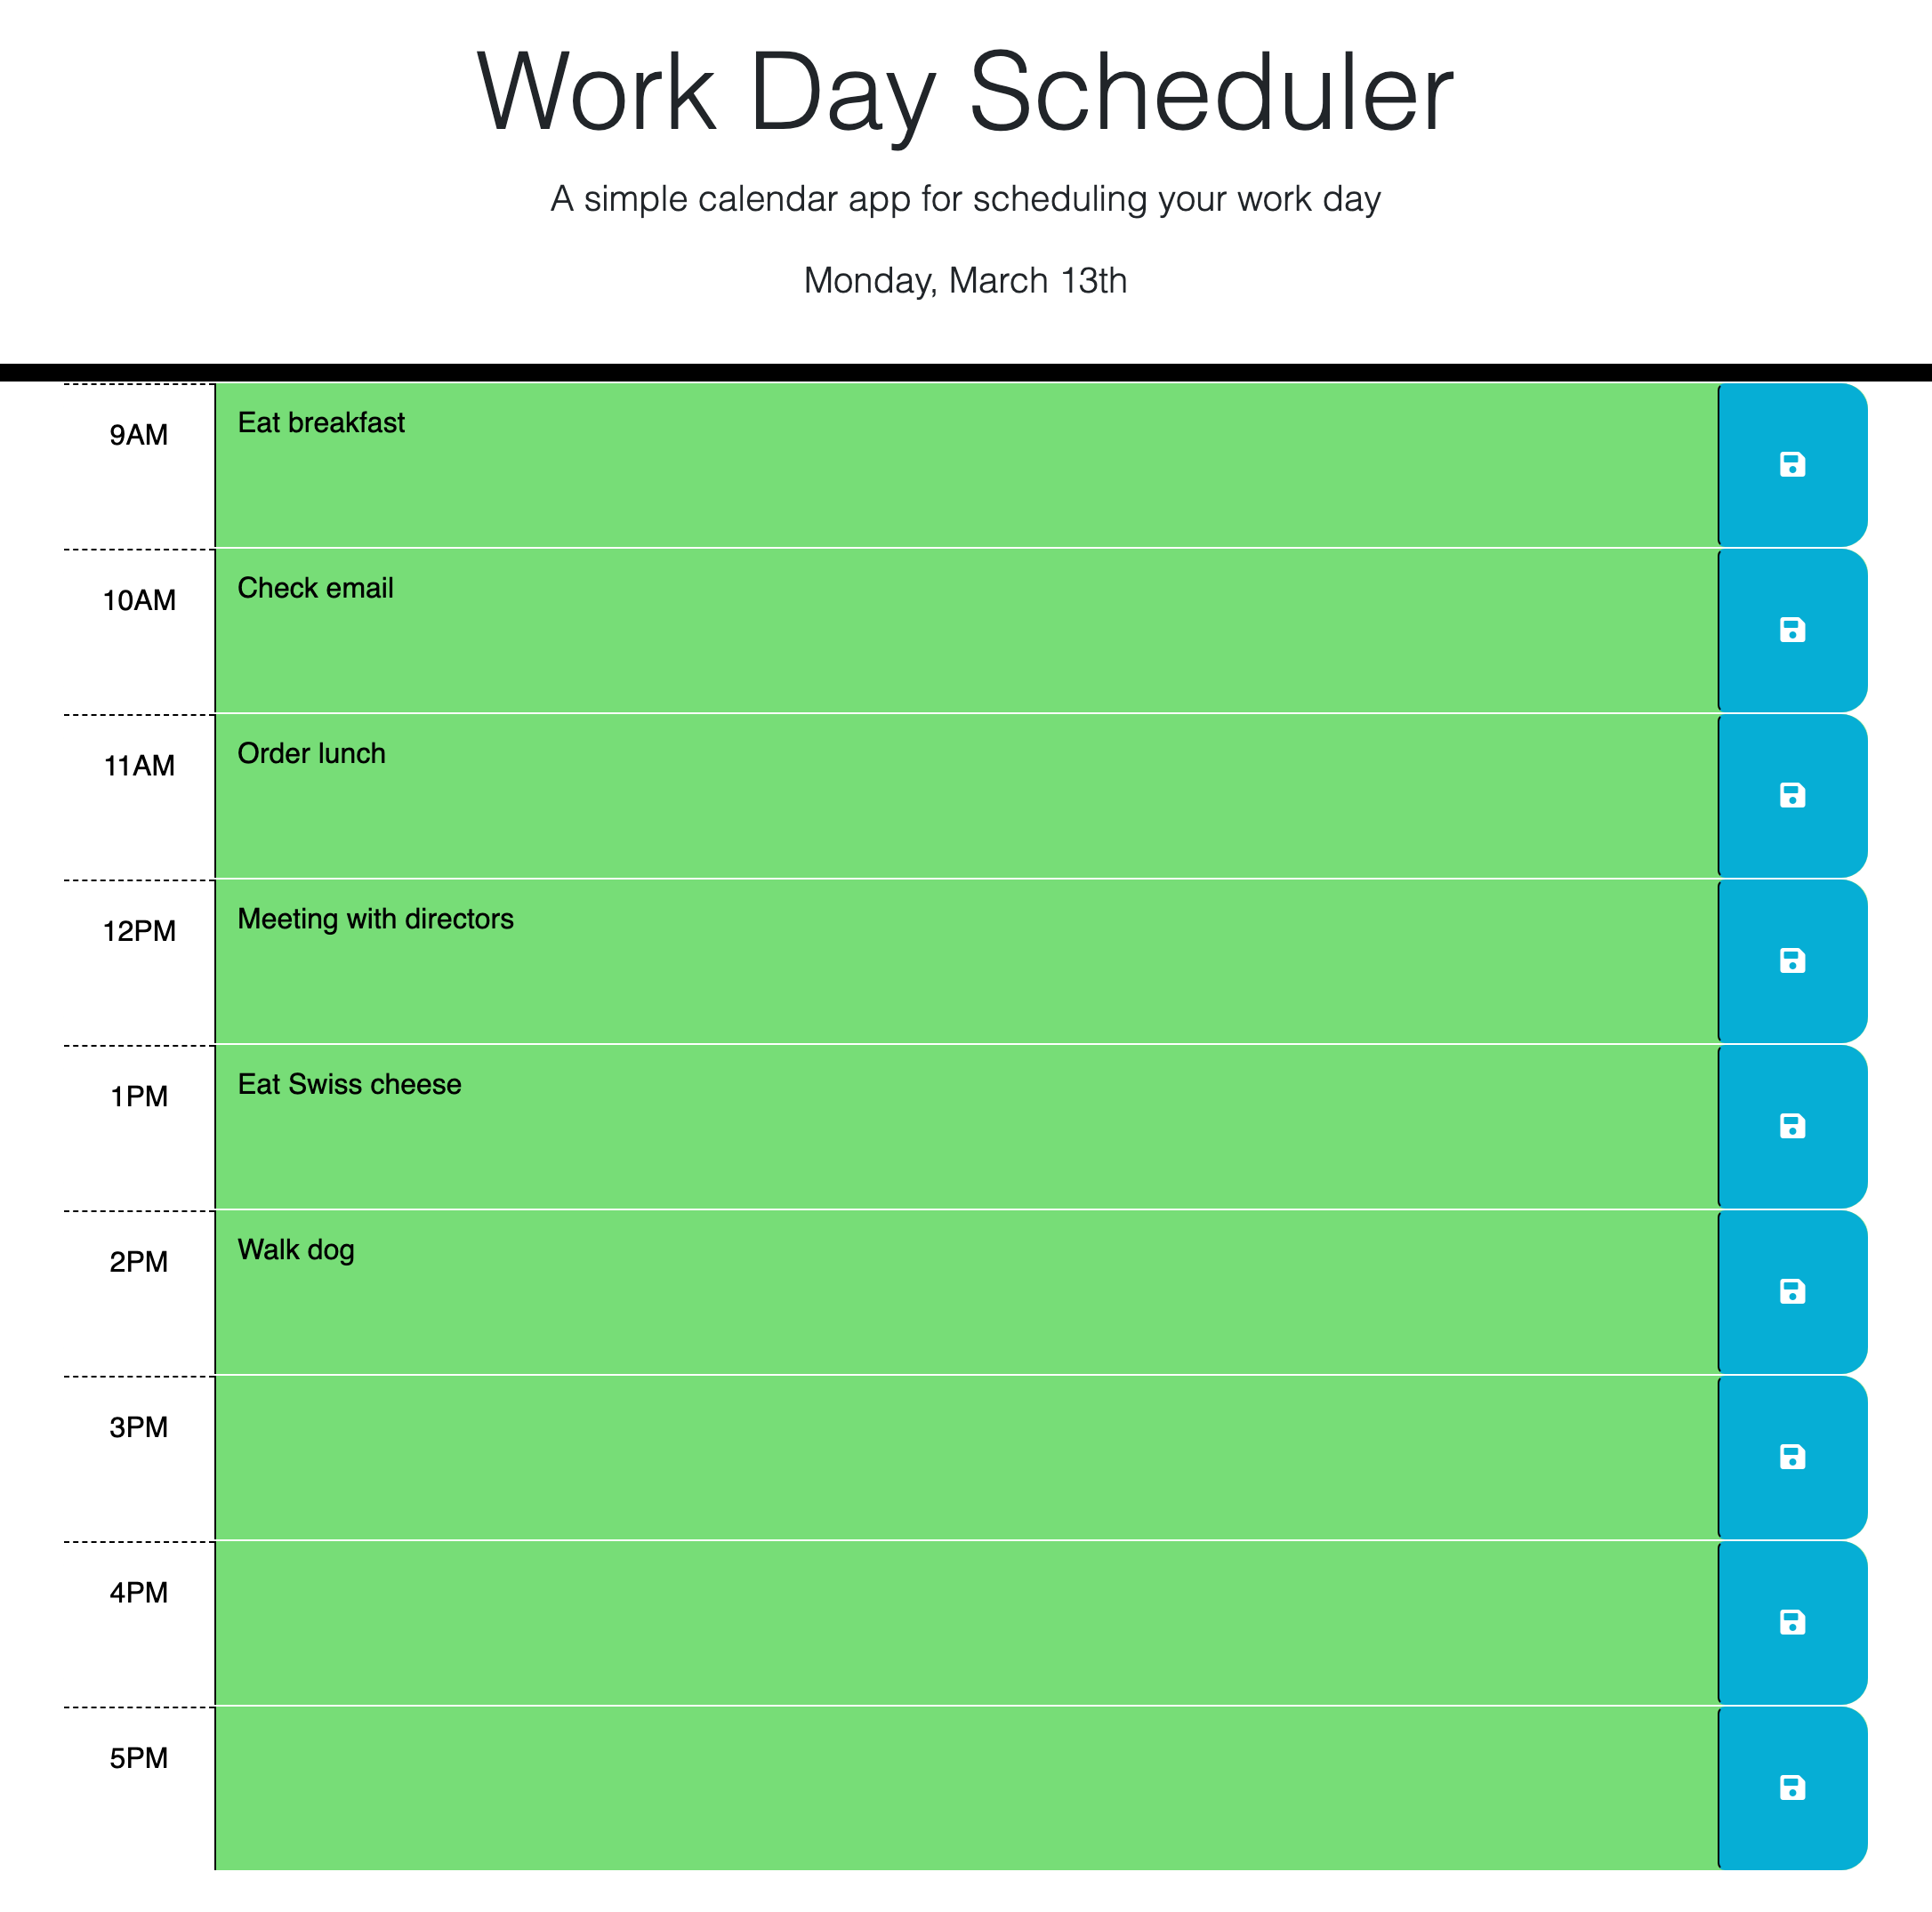 Work Day Scheduler
A simple calendar app for scheduling your work day
Monday, March 13th
9AM
Eat breakfast
10AM
Check email
11AM
Order lunch
12PM
Meeting with directors
1PM
Eat Swiss cheese
2PM
Walk dog
3PM
4PM
5PM